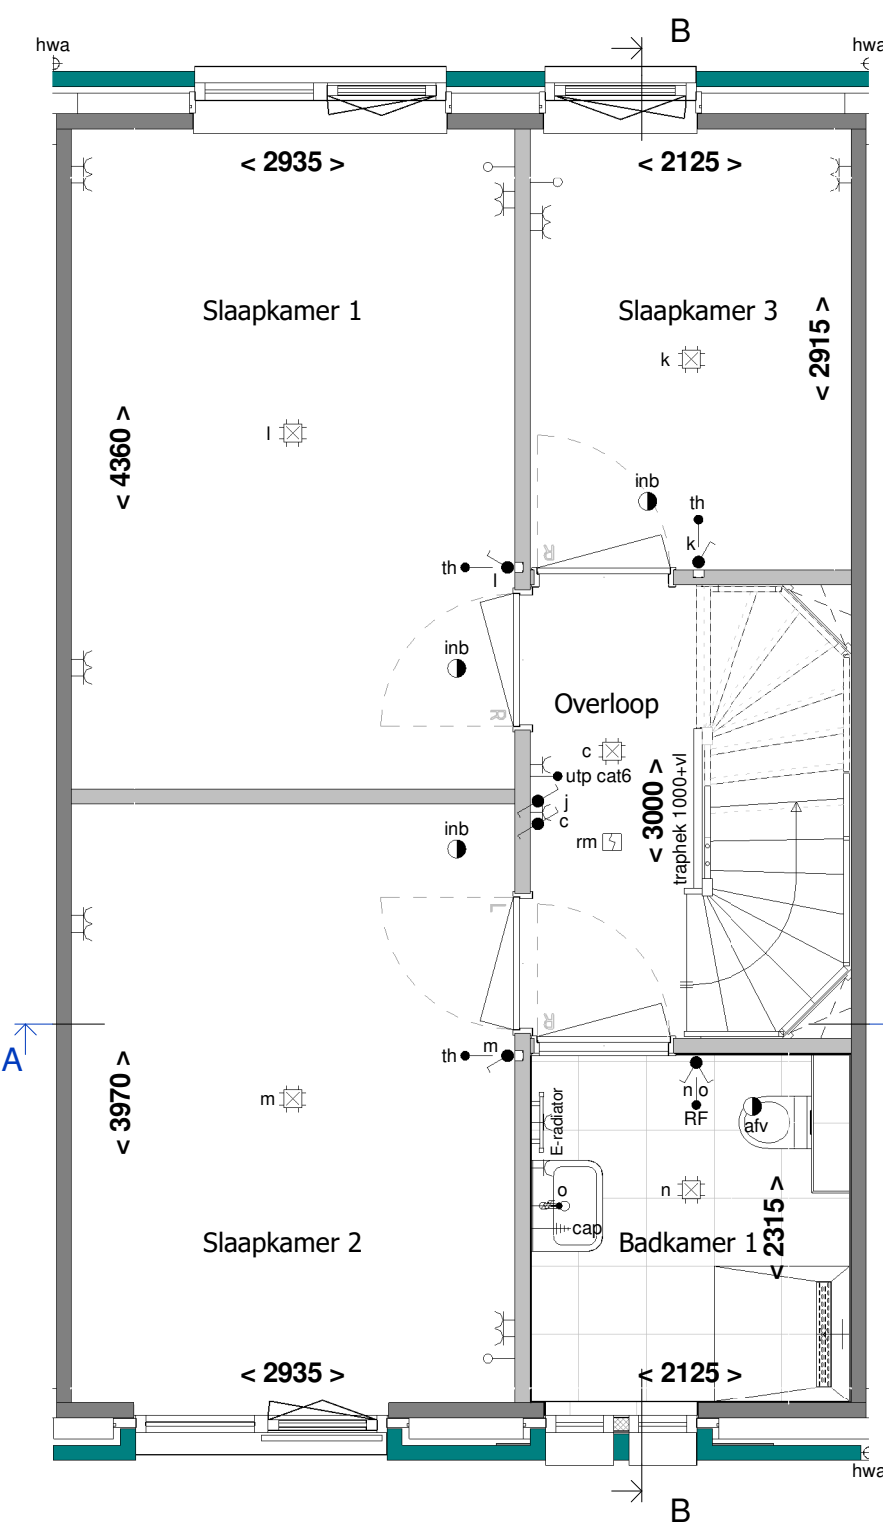 B
hwa
hwa
< 2935 >
< 2125 >
Slaapkamer 1
Slaapkamer 3
< 2915 >
k
l
< 4360 >
inb
th
k
R
th
l
inb
R
Overloop
c
utp cat6
j
c
rm
< 3000 >
traphek 1000+vl
inb
L
R
A
th
m
n o
RF
afv
E-radiator
m
< 3970 >
n
o
cap
Slaapkamer 2
Badkamer 1
< 2315 >
< 2935 >
< 2125 >
hwa
B